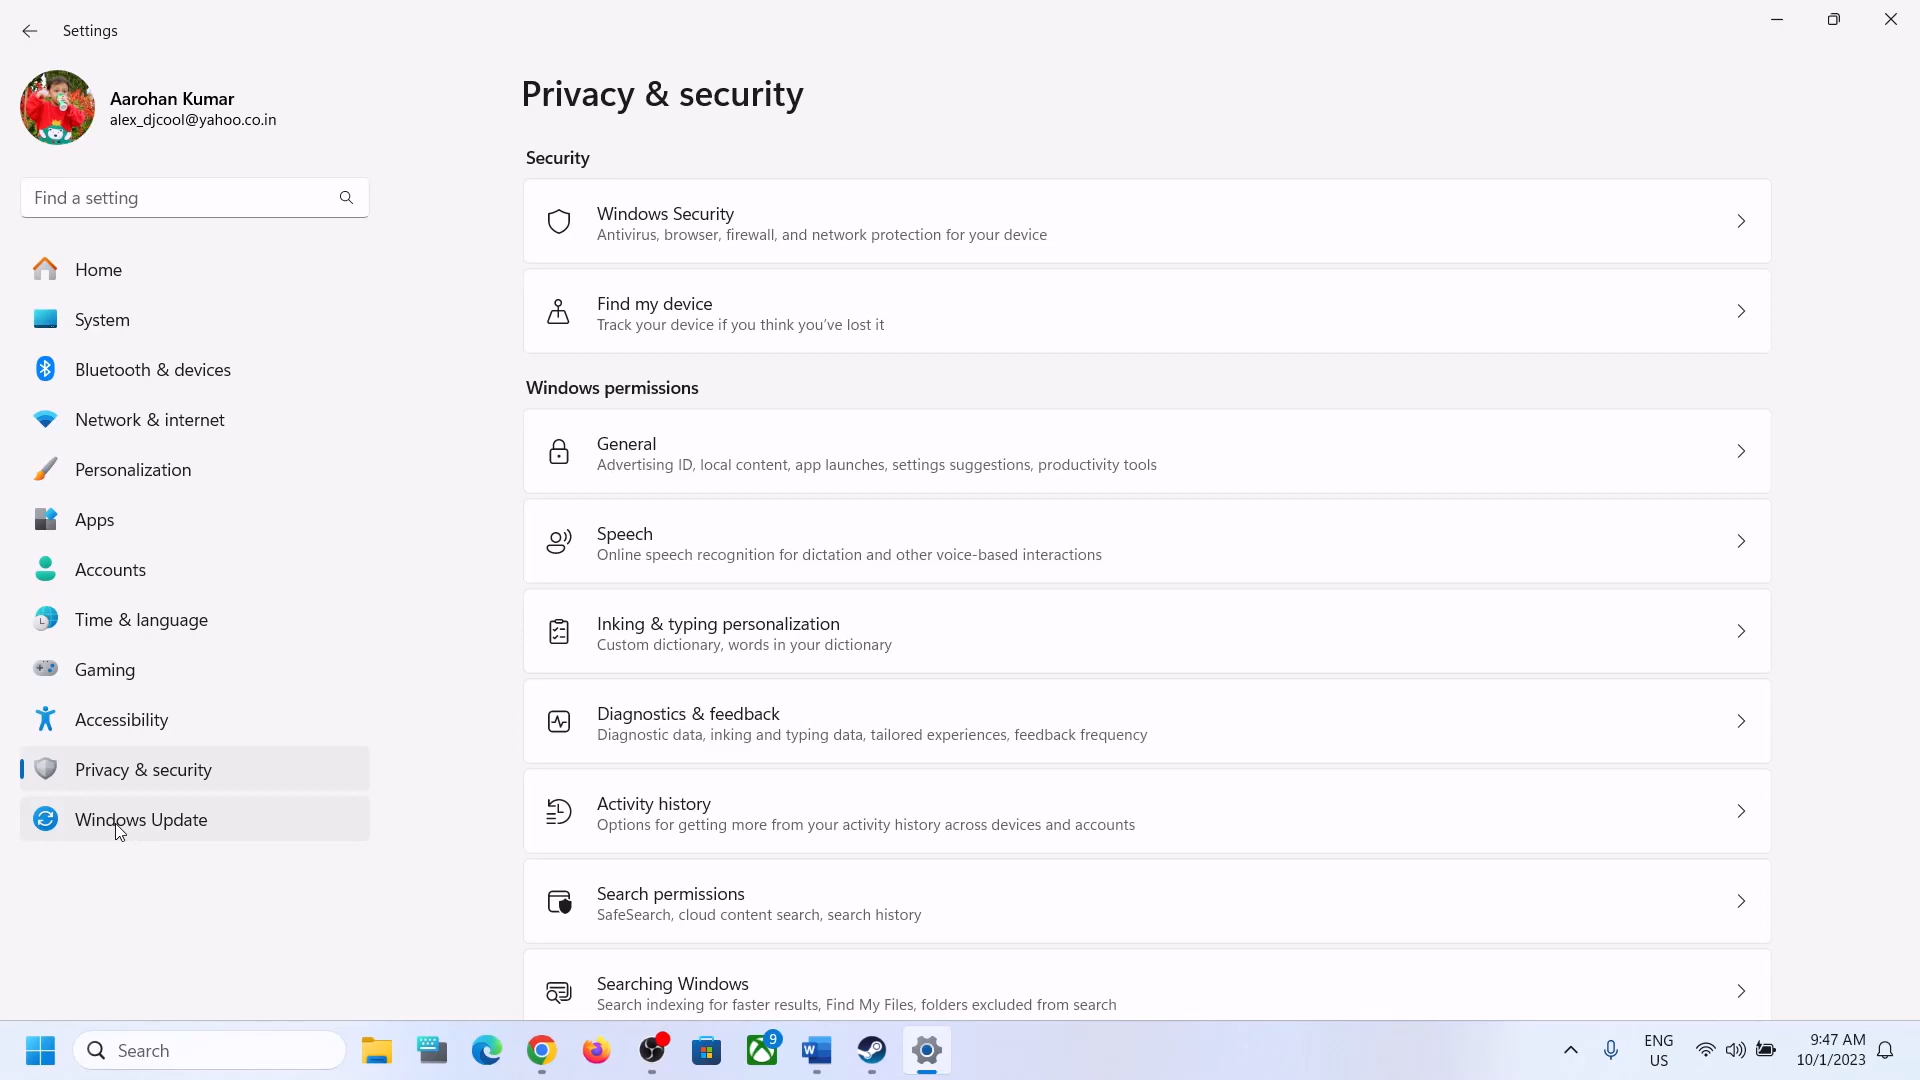 Settings
Aarohan Kumar
alex_djcool@yahoo.co.in
Find a setting
Home
System
Bluetooth & devices
Network & internet
Personalization
Apps
Accounts
Time & language
Gaming
Accessibility
Privacy & security
Windows Update
Privacy & security
Security
Windows Security
Antivirus, browser, firewall, and network protection for your device
Find my device
Track your device if you think you've lost it
Windows permissions
General
Advertising ID, local content, app launches, settings suggestions, productivity tools
Speech
Online speech recognition for dictation and other voice-based interactions
Inking & typing personalization
Custom dictionary, words in your dictionary
Diagnostics & feedback
Diagnostic data, inking and typing data, tailored experiences, feedback frequency
Activity history
Options for getting more from your activity history across devices and accounts
Search permissions
SafeSearch, cloud content search, search history
Searching Windows
Search indexing for faster results, Find My Files, folders excluded from search
Search
9
ENG
US
9:47 AM
10/1/2023